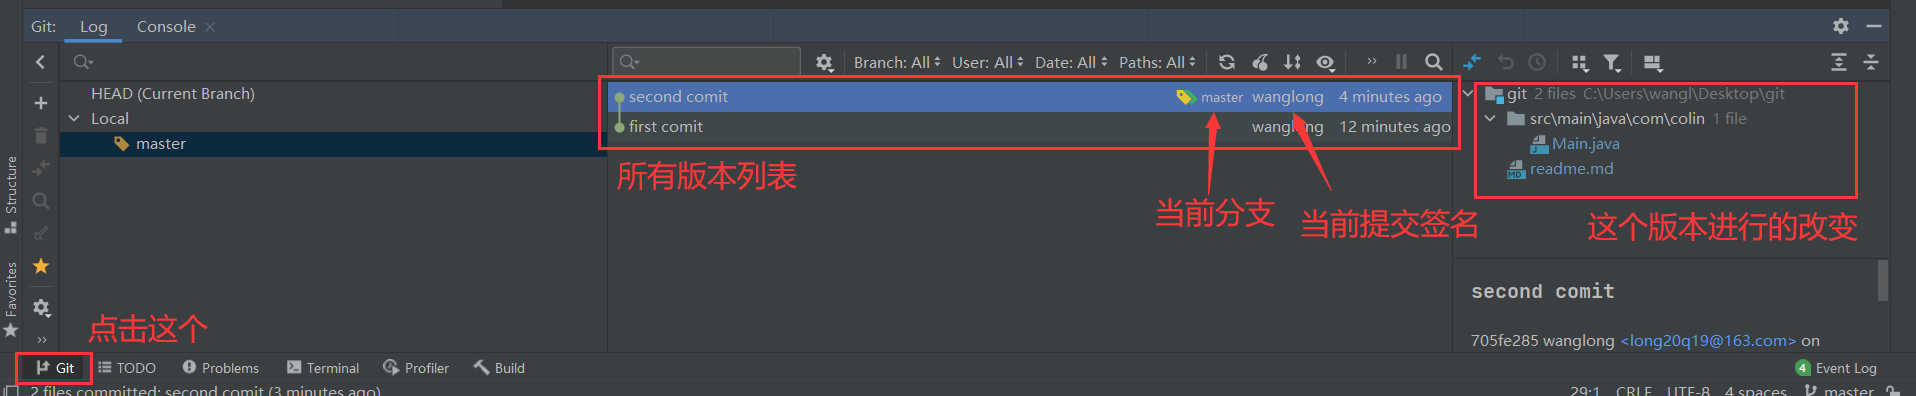 Git: Log Console
Branch: All User: All Date: All Paths: All
HEAD (Current Branch)
Local
master
second comit master wanglong 4 minutes ago
first comit wanglong 12 minutes ago
所有版本列表
当前分支
当前提交签名
git 2 files C:\Users\wangl\Desktop\git
src\main\java\com\colin 1 file
Main.java
readme.md
这个版本进行的改变
second comit
705fe285 wanglong <long20q19@163.com> on
Structure
Favorites
点击这个
Git TODO Problems Terminal Profiler Build 4 Event Log
2 files committed: second comit (3 minutes ago) 29:1 CRLF UTF-8 4 spaces master